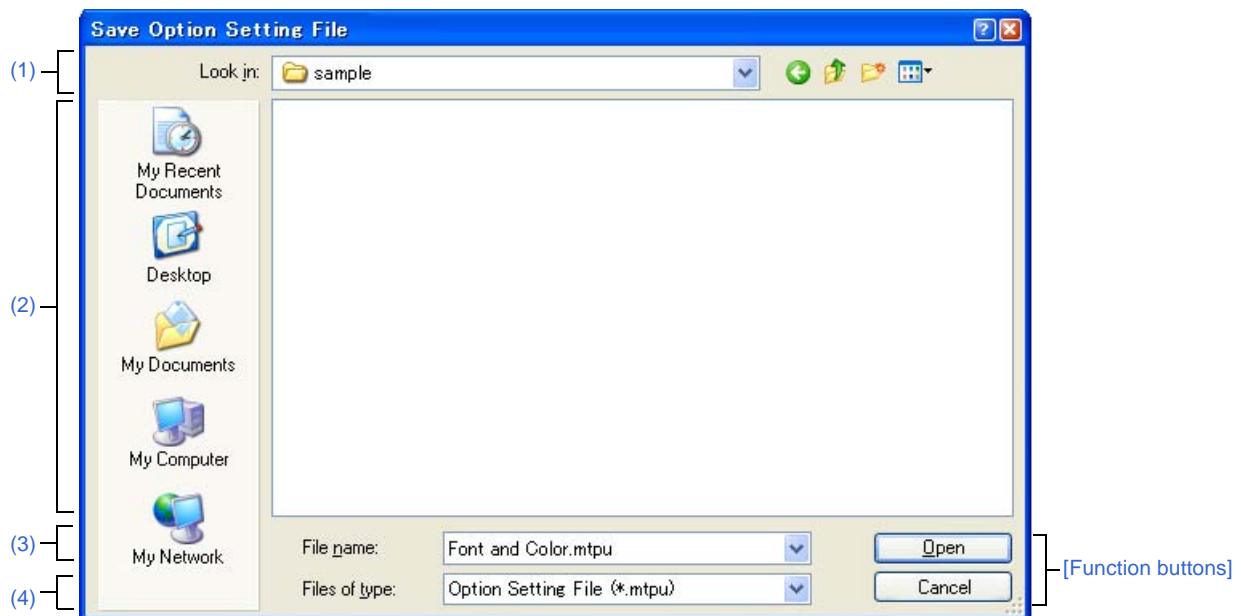 Save Option Setting File
(1)
Look in:
sample
(2)
My Recent
Documents
Desktop
My Documents
My Computer
My Network
(3)
File name:
Font and Color.mtpu
Open
(4)
Files of type:
Option Setting File (*.mtpu)
Cancel
[Function buttons]